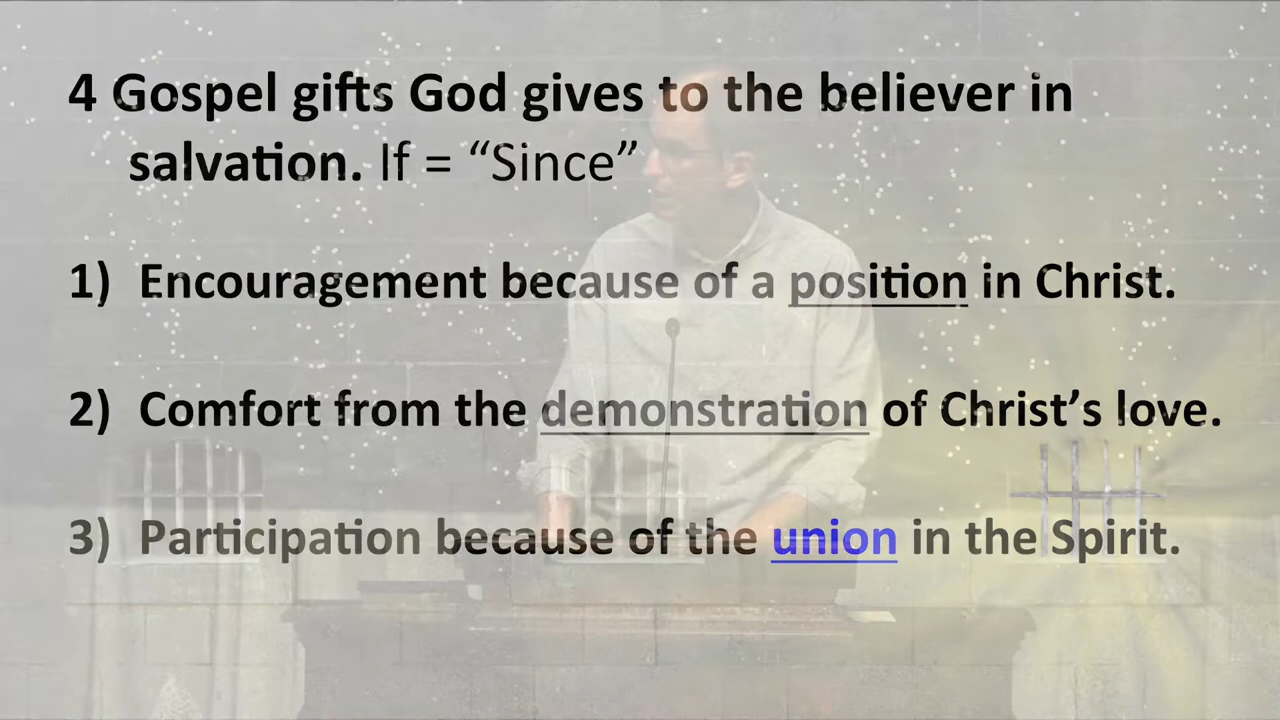 4 Gospel gifts God gives to the believer in
salvation. If = “Since”
1) Encouragement because of a position in Christ.
2) Comfort from the demonstration of Christ’s love.
3) Participation because of the union in the Spirit.